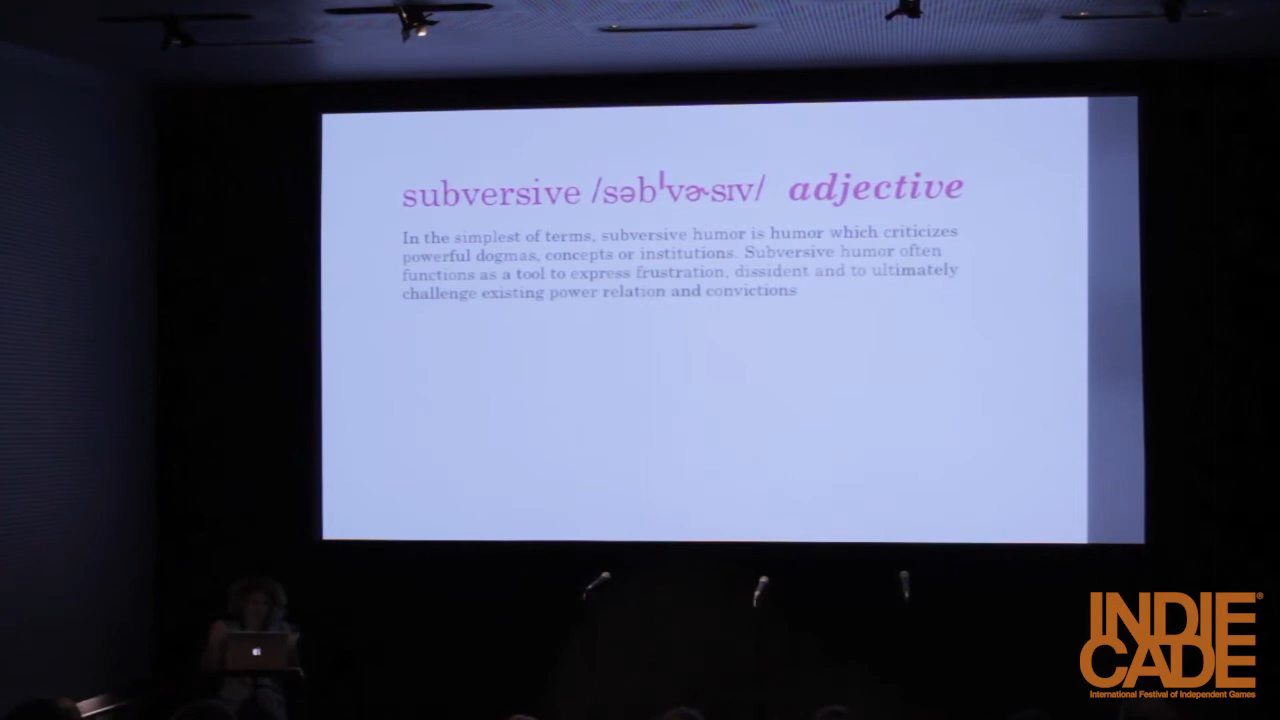 subversive /səbˈvɚsɪv/ adjective
In the simplest of terms, subversive humor is humor which criticizes
powerful dogmas, concepts or institutions. Subversive humor often
functions as a tool to express frustration, dissident and to ultimately
challenge existing power relation and convictions
INDIE
CADE
International Festival of Independent Games